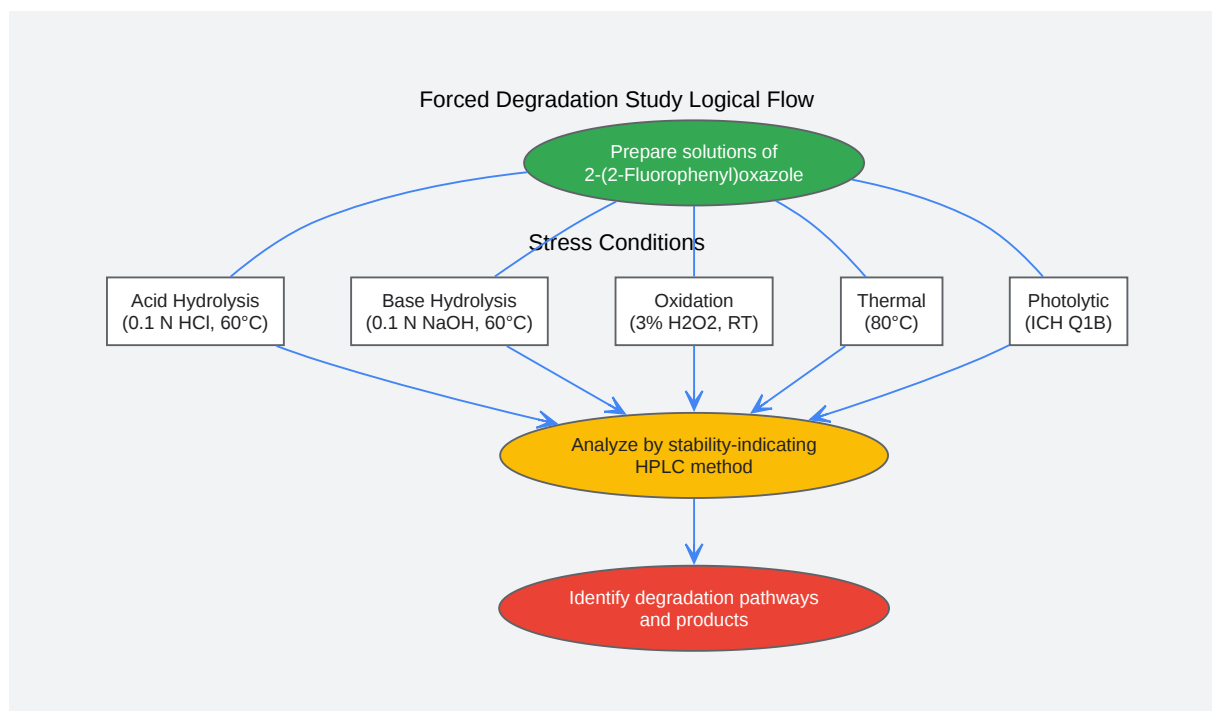 Forced Degradation Study Logical Flow
Prepare solutions of
2-(2-Fluorophenyl)oxazole
Stress Conditions
Acid Hydrolysis
(0.1 N HCl, 60°C)
Base Hydrolysis
(0.1 N NaOH, 60°C)
Oxidation
(3% H2O2, RT)
Thermal
(80°C)
Photolytic
(ICH Q1B)
Analyze by stability-indicating
HPLC method
Identify degradation pathways
and products